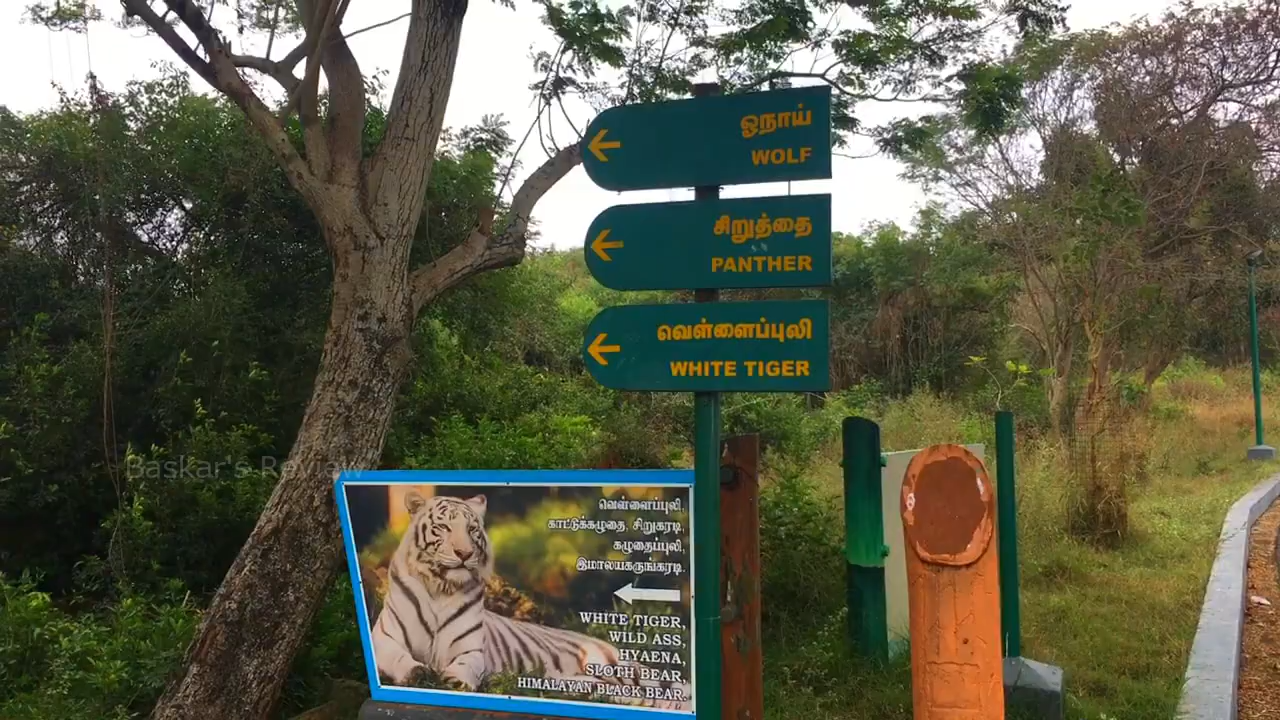 ஓநாய்
WOLF
சிறுத்தை
PANTHER
வெள்ளைப்புலி
WHITE TIGER
Baskar's Review
வெள்ளைப்புலி,
காட்டுக்கழுதை, சிறுகரடி,
கழுதைப்புலி,
இமாலயகருங்கரடி.
WHITE TIGER,
WILD ASS,
HYAENA,
SLOTH BEAR,
HIMALAYAN BLACK BEAR.